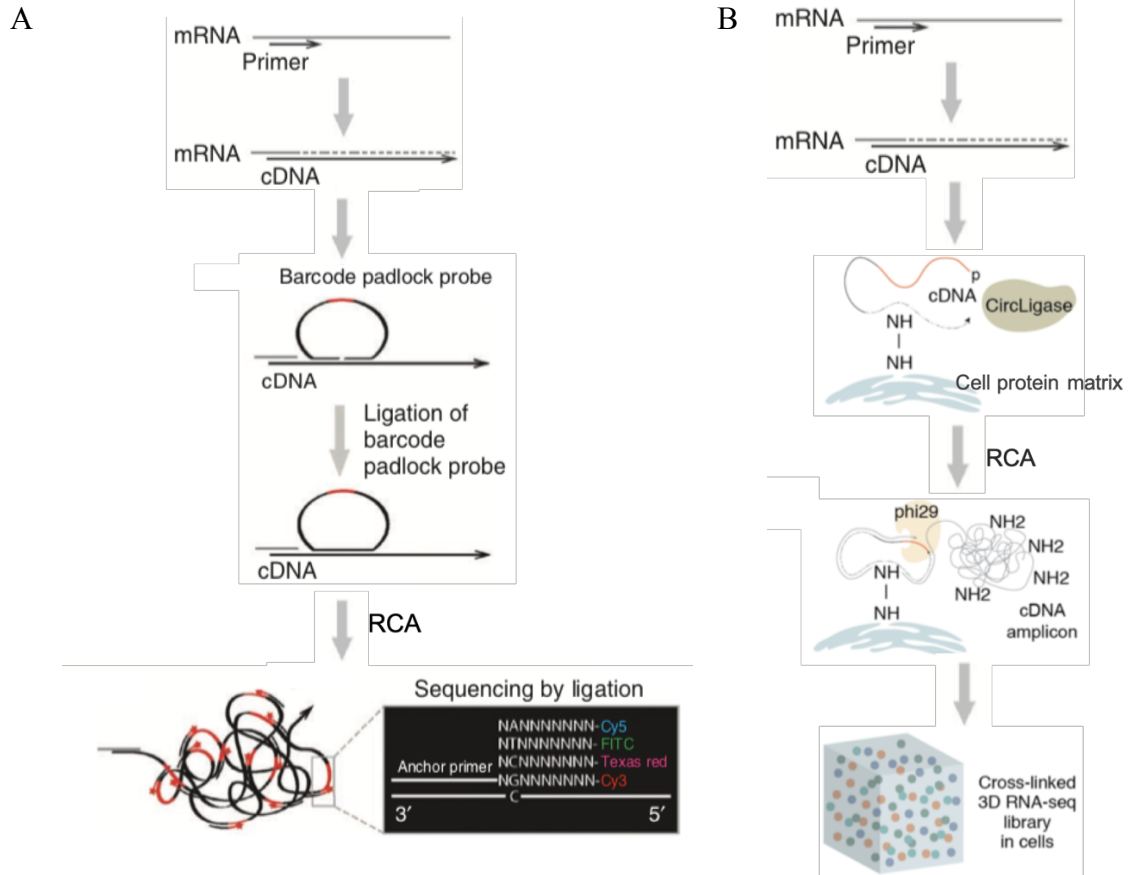 A
mRNA
Primer
mRNA
cDNA
Barcode padlock probe
cDNA
Ligation of
barcode
padlock probe
cDNA
RCA
Sequencing by ligation
NANNNNNNN-Cy5
NTNNNNNNN-FITC
NCNNNNNNN-Texas red
Anchor primer
NGNNNNNNN-Cy3
C
3′ 5′
B
mRNA
Primer
mRNA
cDNA
p
cDNA
CircLigase
NH
NH
Cell protein matrix
RCA
phi29
NH2
NH2
NH2
NH2
NH
NH
cDNA
amplicon
Cross-linked
3D RNA-seq
library
in cells